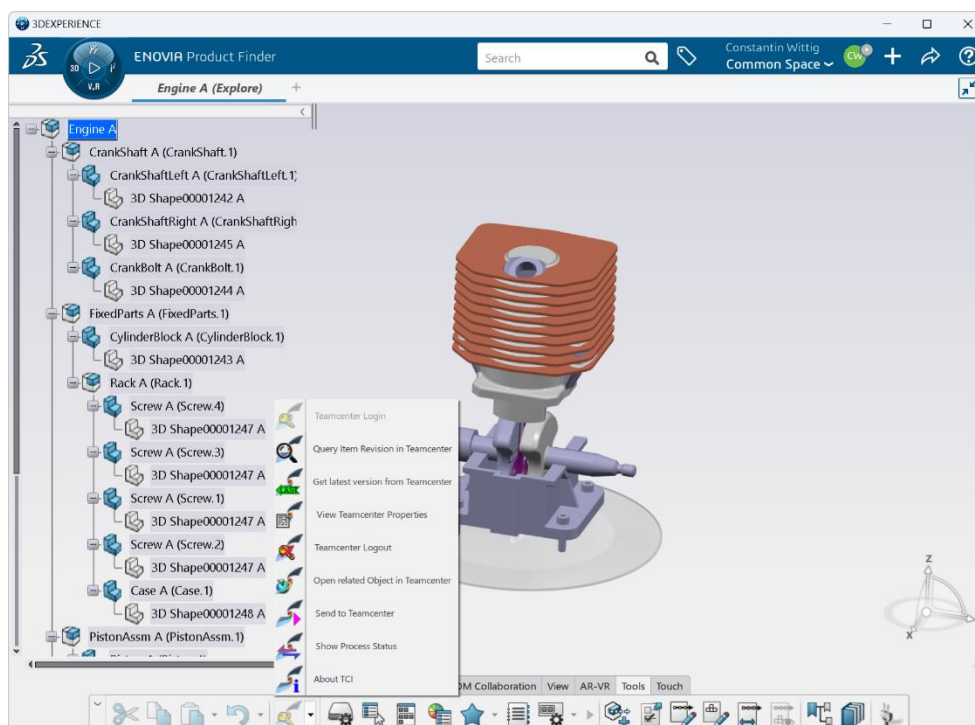 3DEXPERIENCE
3D
V.R
ENOVIA Product Finder
Search
Constantin Wittig
Common Space
CW
Engine A (Explore)
Engine A
CrankShaft A (CrankShaft.1)
CrankShaftLeft A (CrankShaftLeft.1)
3D Shape00001242 A
CrankShaftRight A (CrankShaftRigh
3D Shape00001245 A
CrankBolt A (CrankBolt.1)
3D Shape00001244 A
FixedParts A (FixedParts.1)
CylinderBlock A (CylinderBlock.1)
3D Shape00001243 A
Rack A (Rack.1)
Screw A (Screw.4)
3D Shape00001247 A
Screw A (Screw.3)
3D Shape00001247 A
Screw A (Screw.1)
3D Shape00001247 A
Screw A (Screw.2)
3D Shape00001247 A
Case A (Case.1)
3D Shape00001248 A
PistonAssm A (PistonAssm.1)
Teamcenter Login
Query Item Revision in Teamcenter
Get latest version from Teamcenter
View Teamcenter Properties
Teamcenter Logout
Open related Object in Teamcenter
Send to Teamcenter
Show Process Status
About TCI
Z
X
Collaboration
View
AR-VR
Tools
Touch